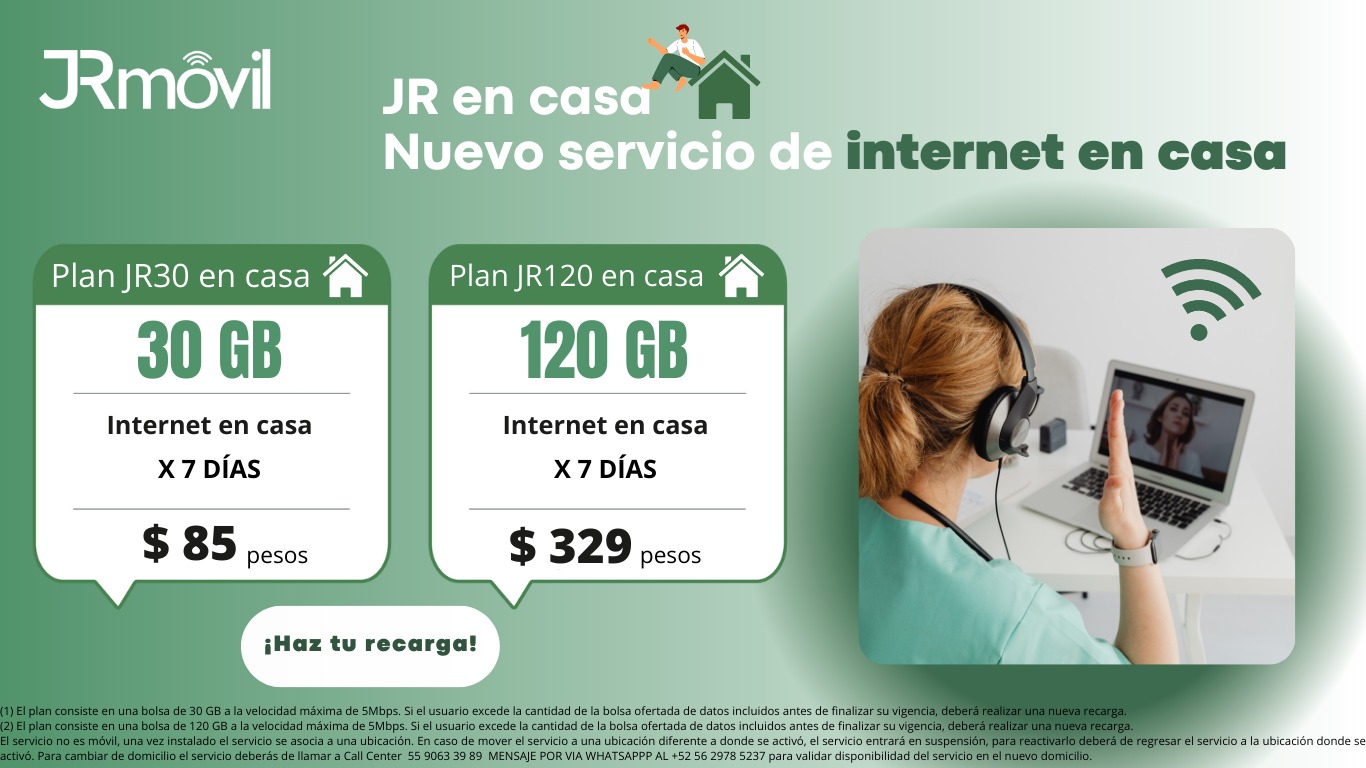 JRmóvil
JR en casa
Nuevo servicio de internet en casa
Plan JR30 en casa
30 GB
Internet en casa
X 7 DÍAS
$ 85 pesos
Plan JR120 en casa
120 GB
Internet en casa
X 7 DÍAS
$ 329 pesos
¡Haz tu recarga!
(1) El plan consiste en una bolsa de 30 GB a la velocidad máxima de 5Mbps. Si el usuario excede la cantidad de la bolsa ofertada de datos incluidos antes de finalizar su vigencia, deberá realizar una nueva recarga.
(2) El plan consiste en una bolsa de 120 GB a la velocidad máxima de 5Mbps. Si el usuario excede la cantidad de la bolsa ofertada de datos incluidos antes de finalizar su vigencia, deberá realizar una nueva recarga.
El servicio no es móvil, una vez instalado el servicio se asocia a una ubicación. En caso de mover el servicio a una ubicación diferente a donde se activó, el servicio entrará en suspensión, para reactivarlo deberá de regresar el servicio a la ubicación donde se
activó. Para cambiar de domicilio el servicio deberás de llamar a Call Center 55 9063 39 89 MENSAJE POR VIA WHATSAPPP AL +52 56 2978 5237 para validar disponibilidad del servicio en el nuevo domicilio.